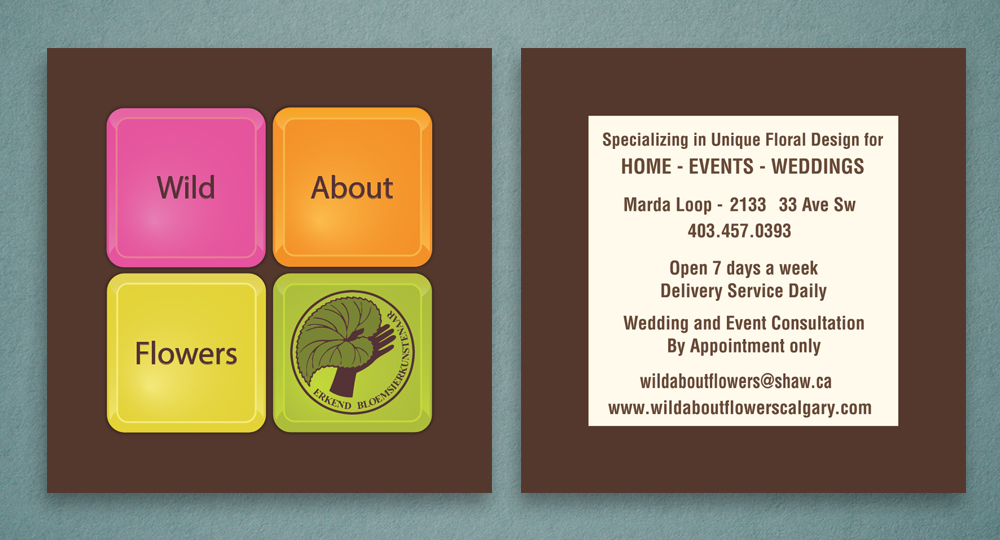 Wild
About
Flowers
ERKEND BLOEMSIERKUNSTENAAR
Specializing in Unique Floral Design for
HOME - EVENTS - WEDDINGS
Marda Loop - 2133 33 Ave Sw
403.457.0393
Open 7 days a week
Delivery Service Daily
Wedding and Event Consultation
By Appointment only
wildaboutflowers@shaw.ca
www.wildaboutflowerscalgary.com